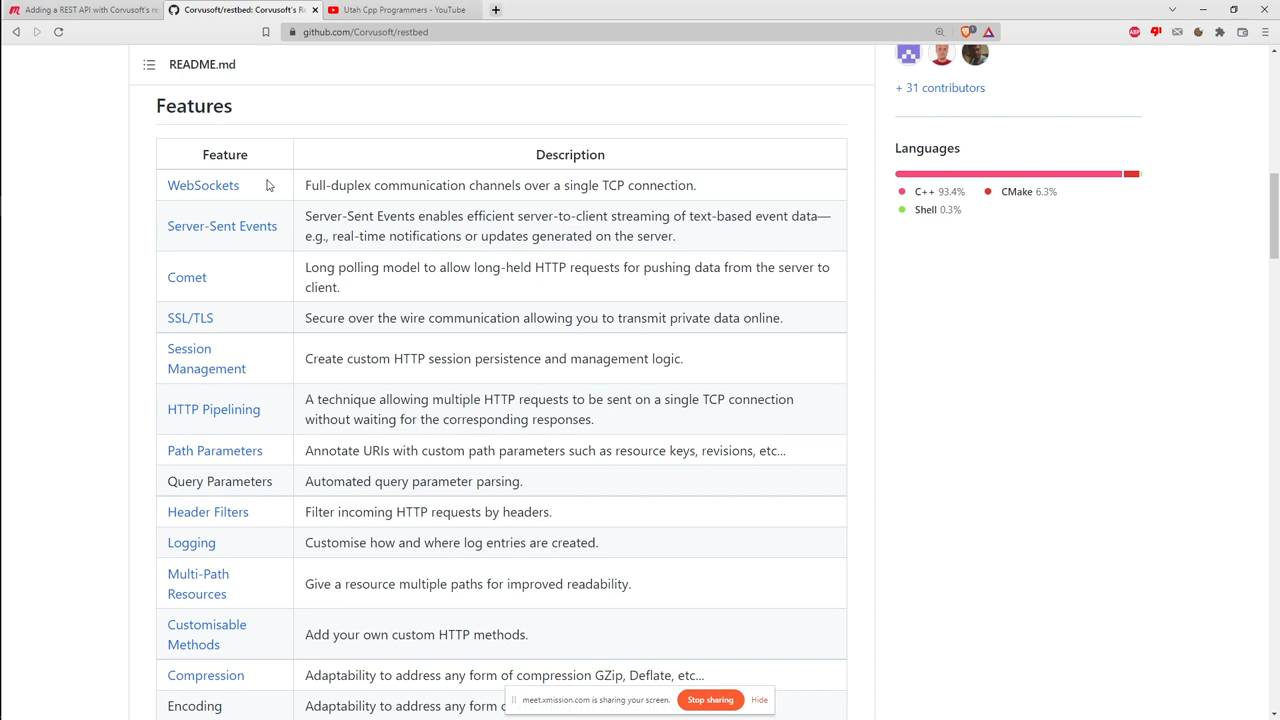 Adding a REST API with Corvusoft's re
Corvusoft/restbed: Corvusoft's Re
Utah Cpp Programmers - YouTube
github.com/Corvusoft/restbed
README.md
+ 31 contributors
Features
Languages
C++ 93.4%
CMake 6.3%
Shell 0.3%
Feature
Description
WebSockets
Full-duplex communication channels over a single TCP connection.
Server-Sent Events
Server-Sent Events enables efficient server-to-client streaming of text-based event data—
e.g., real-time notifications or updates generated on the server.
Comet
Long polling model to allow long-held HTTP requests for pushing data from the server to
client.
SSL/TLS
Secure over the wire communication allowing you to transmit private data online.
Session
Management
Create custom HTTP session persistence and management logic.
HTTP Pipelining
A technique allowing multiple HTTP requests to be sent on a single TCP connection
without waiting for the corresponding responses.
Path Parameters
Annotate URIs with custom path parameters such as resource keys, revisions, etc...
Query Parameters
Automated query parameter parsing.
Header Filters
Filter incoming HTTP requests by headers.
Logging
Customise how and where log entries are created.
Multi-Path
Resources
Give a resource multiple paths for improved readability.
Customisable
Methods
Add your own custom HTTP methods.
Compression
Adaptability to address any form of compression GZip, Deflate, etc...
Encoding
Adaptability to address any form
meet.xmission.com is sharing your screen.
Stop sharing
Hide